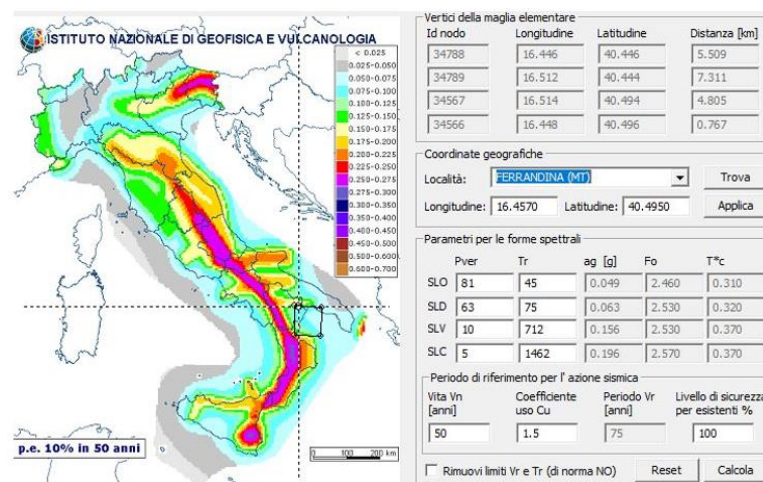 ISTITUTO NAZIONALE DI GEOFISICA E VULCANOLOGIA
< 0.025
0.025-0.050
0.050-0.075
0.075-0.100
0.100-0.125
0.125-0.150
0.150-0.175
0.175-0.200
0.200-0.225
0.225-0.250
0.250-0.275
0.275-0.300
0.300-0.350
0.350-0.400
0.400-0.450
0.450-0.500
0.500-0.600
0.600-0.700
p.e. 10% in 50 anni
0 100 200 km
Vertici della maglia elementare
Id nodo Longitudine Latitudine Distanza [km]
34788 16.446 40.446 5.509
34789 16.512 40.444 7.311
34567 16.514 40.494 4.805
34566 16.448 40.496 0.767
Coordinate geografiche
Località: FERRANDINA (MT) Trova
Longitudine: 16.4570 Latitudine: 40.4950 Applica
Parametri per le forme spettrali
Pver Tr ag [g] Fo T*c
SLO 81 45 0.049 2.460 0.310
SLD 63 75 0.063 2.530 0.320
SLV 10 712 0.156 2.530 0.370
SLC 5 1462 0.196 2.570 0.370
Periodo di riferimento per l' azione sismica
Vita Vn Coefficiente Periodo Vr Livello di sicurezza
[anni] uso Cu [anni] per esistenti %
50 1.5 75 100
Rimuovi limiti Vr e Tr (di norma NO) Reset Calcola